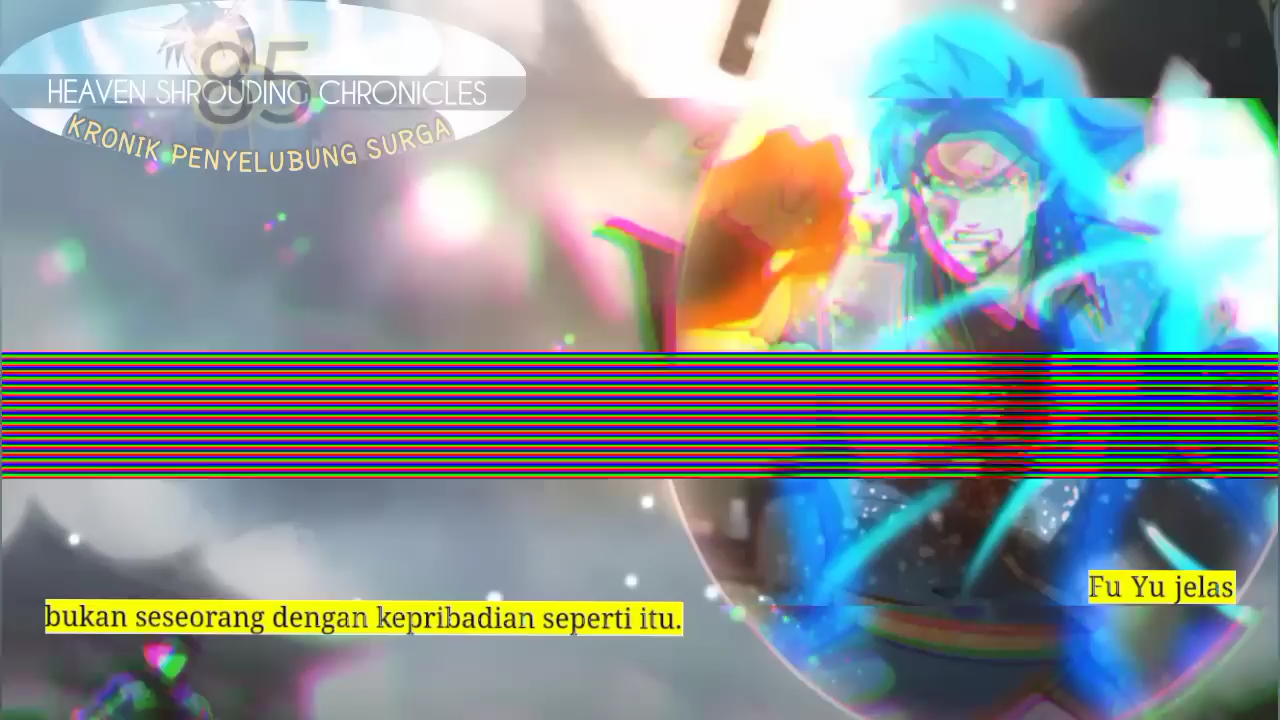 85
HEAVEN SHROUDING CHRONICLES
KRONIK PENYELUBUNG SURGA
Fu Yu jelas
bukan seseorang dengan kepribadian seperti itu.